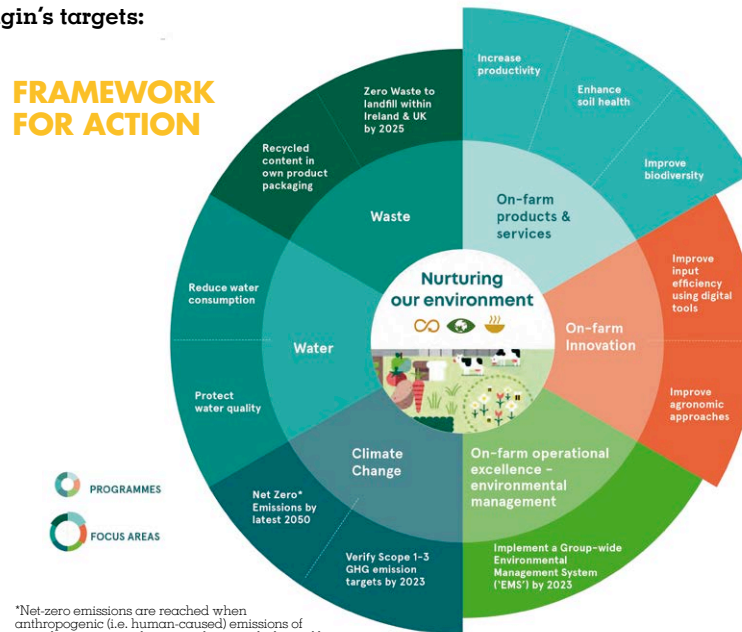 gin's targets:
FRAMEWORK
FOR ACTION
Increase
productivity
Enhance
soil health
Improve
biodiversity
On-farm
products &
services
Improve
input
efficiency
using digital
tools
Improve
agronomic
approaches
On-farm
Innovation
On-farm operational
excellence –
environmental
management
Implement a Group-wide
Environmental
Management System
('EMS') by 2023
Climate
Change
Verify Scope 1-3
GHG emission
targets by 2023
Net Zero*
Emissions by
latest 2050
Water
Protect
water quality
Reduce water
consumption
Waste
Recycled
content in
own product
packaging
Zero Waste to
landfill within
Ireland & UK
by 2025
Nurturing
our environment
PROGRAMMES
FOCUS AREAS
*Net-zero emissions are reached when
anthropogenic (i.e. human-caused) emissions of